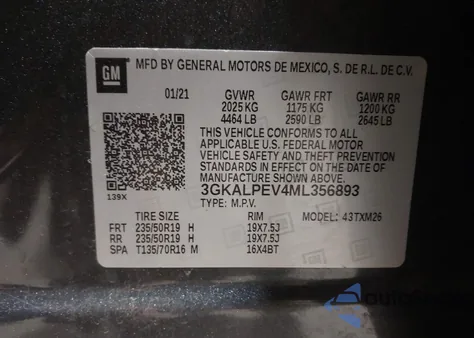 GM
MFD BY GENERAL MOTORS DE MEXICO, S. DE R.L. DE C.V.
01/21 GVWR GAWR FRT GAWR RR
2025 KG 1175 KG 1200 KG
4464 LB 2590 LB 2645 LB
THIS VEHICLE CONFORMS TO ALL
APPLICABLE U.S. FEDERAL MOTOR
VEHICLE SAFETY AND THEFT PREVENTION
STANDARDS IN EFFECT ON THE DATE OF
MANUFACTURE SHOWN ABOVE.
139X
3GKALPEV4ML356893
TYPE: M.P.V.
TIRE SIZE RIM MODEL: 43TXM26
FRT 235/50R19 H 19X7.5J
RR 235/50R19 H 19X7.5J
SPA T135/70R16 M 16X4BT